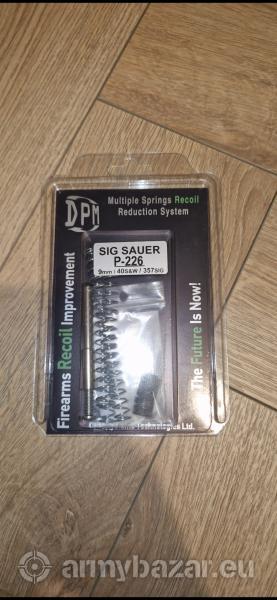 DPM
Multiple Springs Recoil
Reduction System
SIG SAUER
P-226
9mm / 40S&W / 357SIG
Firearms Recoil Improvement
The Future Is Now!
Technologies Ltd.
armybazar.eu